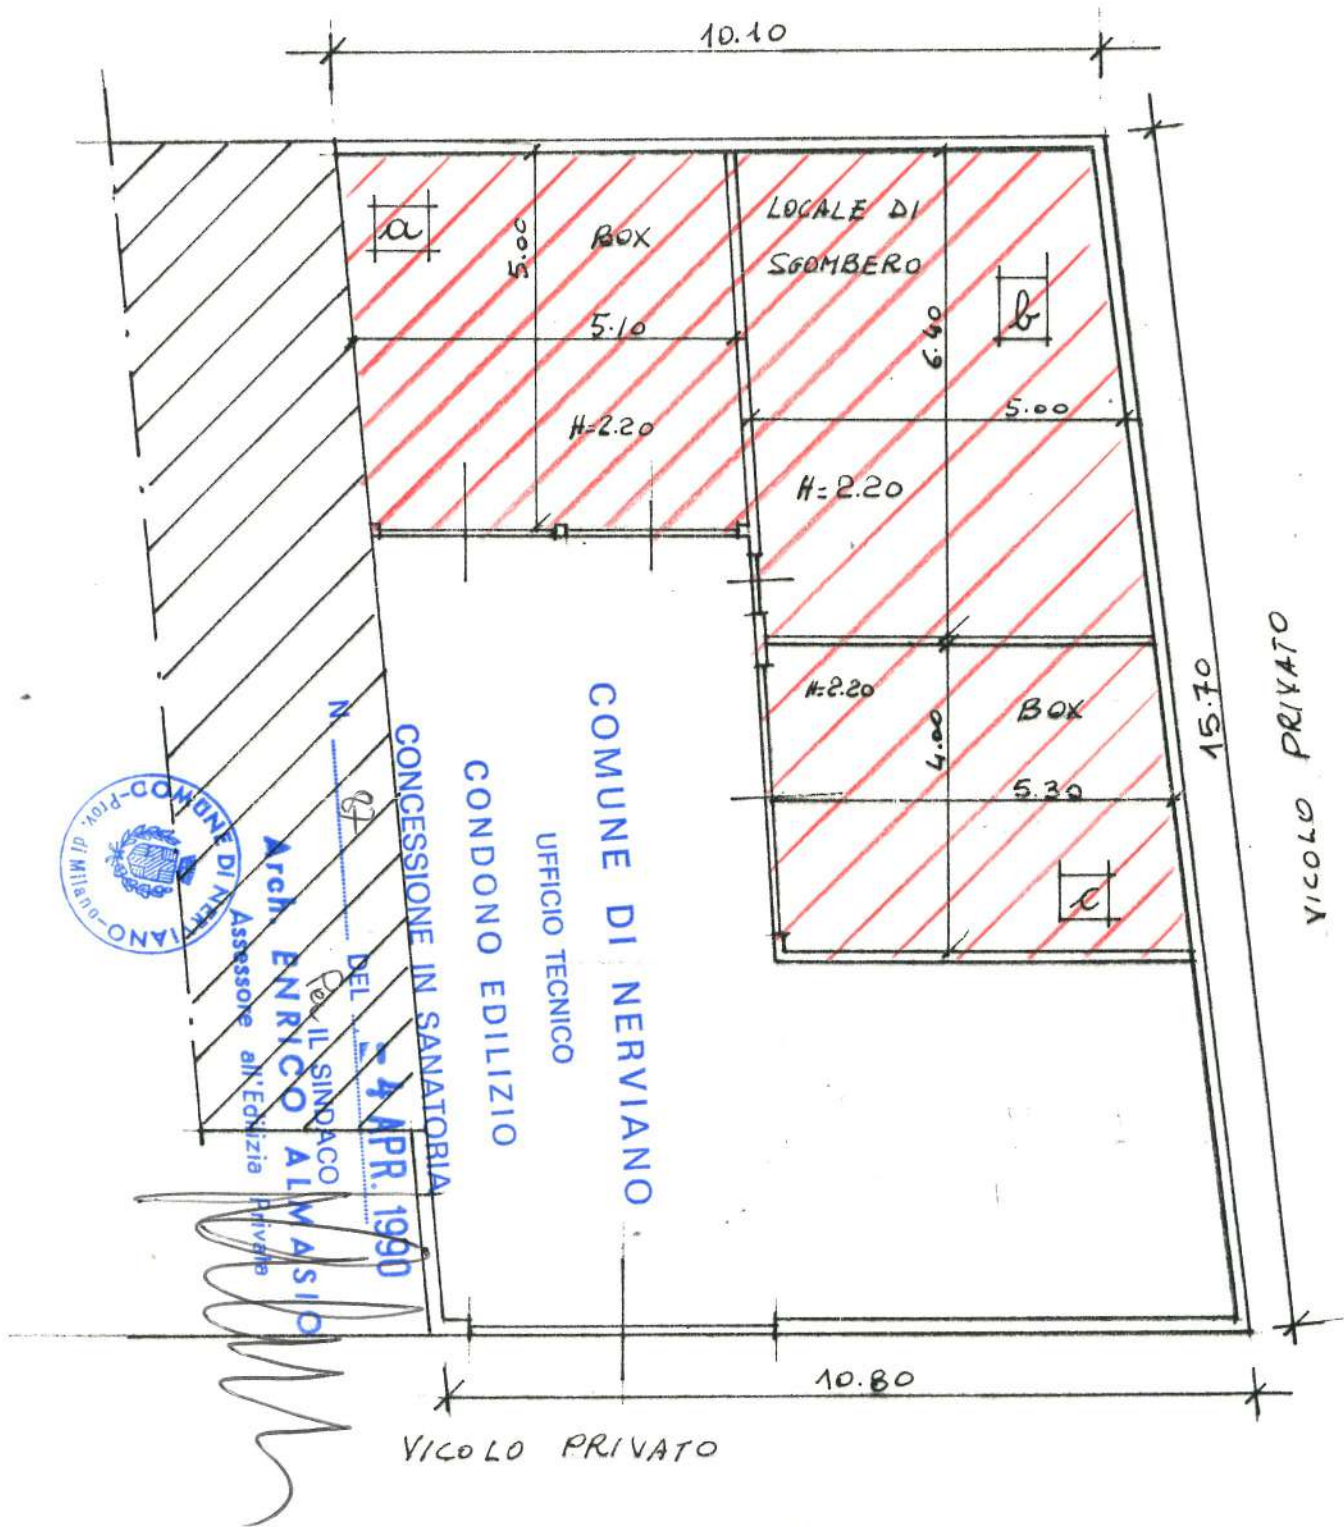 10.10
a
BOX
5.00
5.10
H=2.20
LOCALE DI
SGOMBERO
b
6.40
5.00
H=2.20
H=2.20
BOX
4.00
5.30
c
15.70
VICOLO PRIVATO
COMUNE DI NERVIANO
UFFICIO TECNICO
CONDONO EDILIZIO
CONCESSIONE IN SANATORIA
N 87 DEL - 4 APR. 1990
Per IL SINDACO
Arch. ENRICO ALMASIO
Assessore all'Edilizia Privata
COMUNE DI NERVIANO
Prov. di Milano
10.80
VICOLO PRIVATO